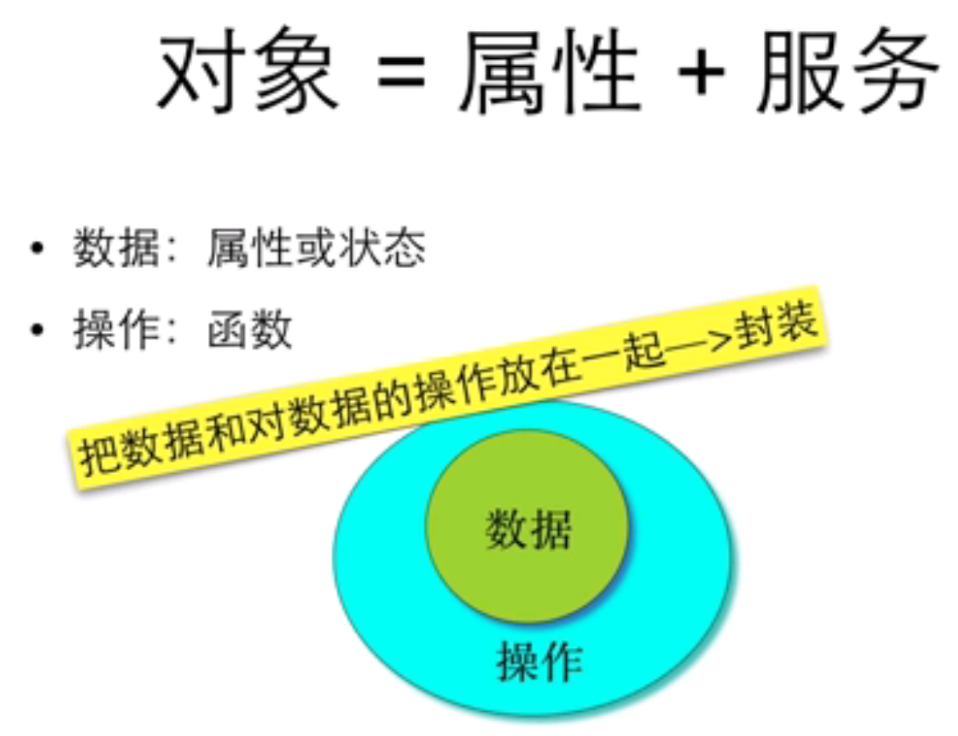 对象 = 属性 + 服务
• 数据：属性或状态
• 操作：函数
把数据和对数据的操作放在一起—>封装
数据
操作